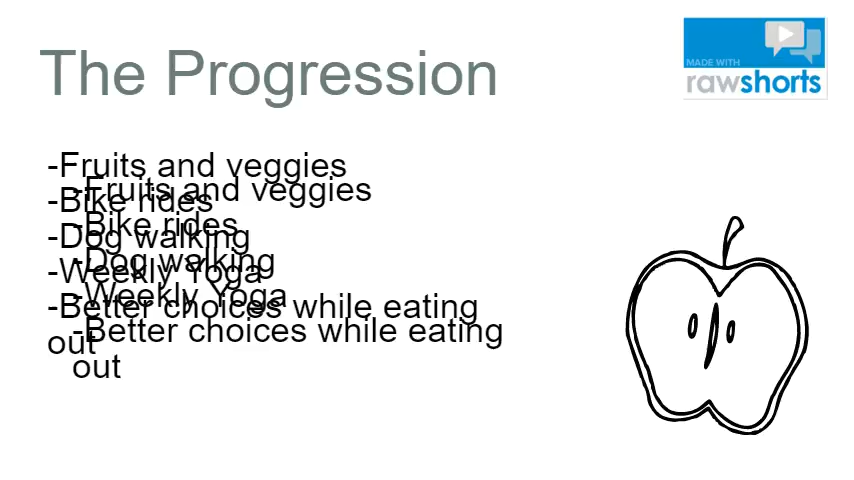 The Progression
MADE WITH
rawshorts
-Fruits and veggies
-Fruits and veggies
-Bike rides
-Bike rides
-Dog walking
-Dog walking
-Weekly Yoga
-Weekly Yoga
-Better choices while eating
-Better choices while eating
out
out